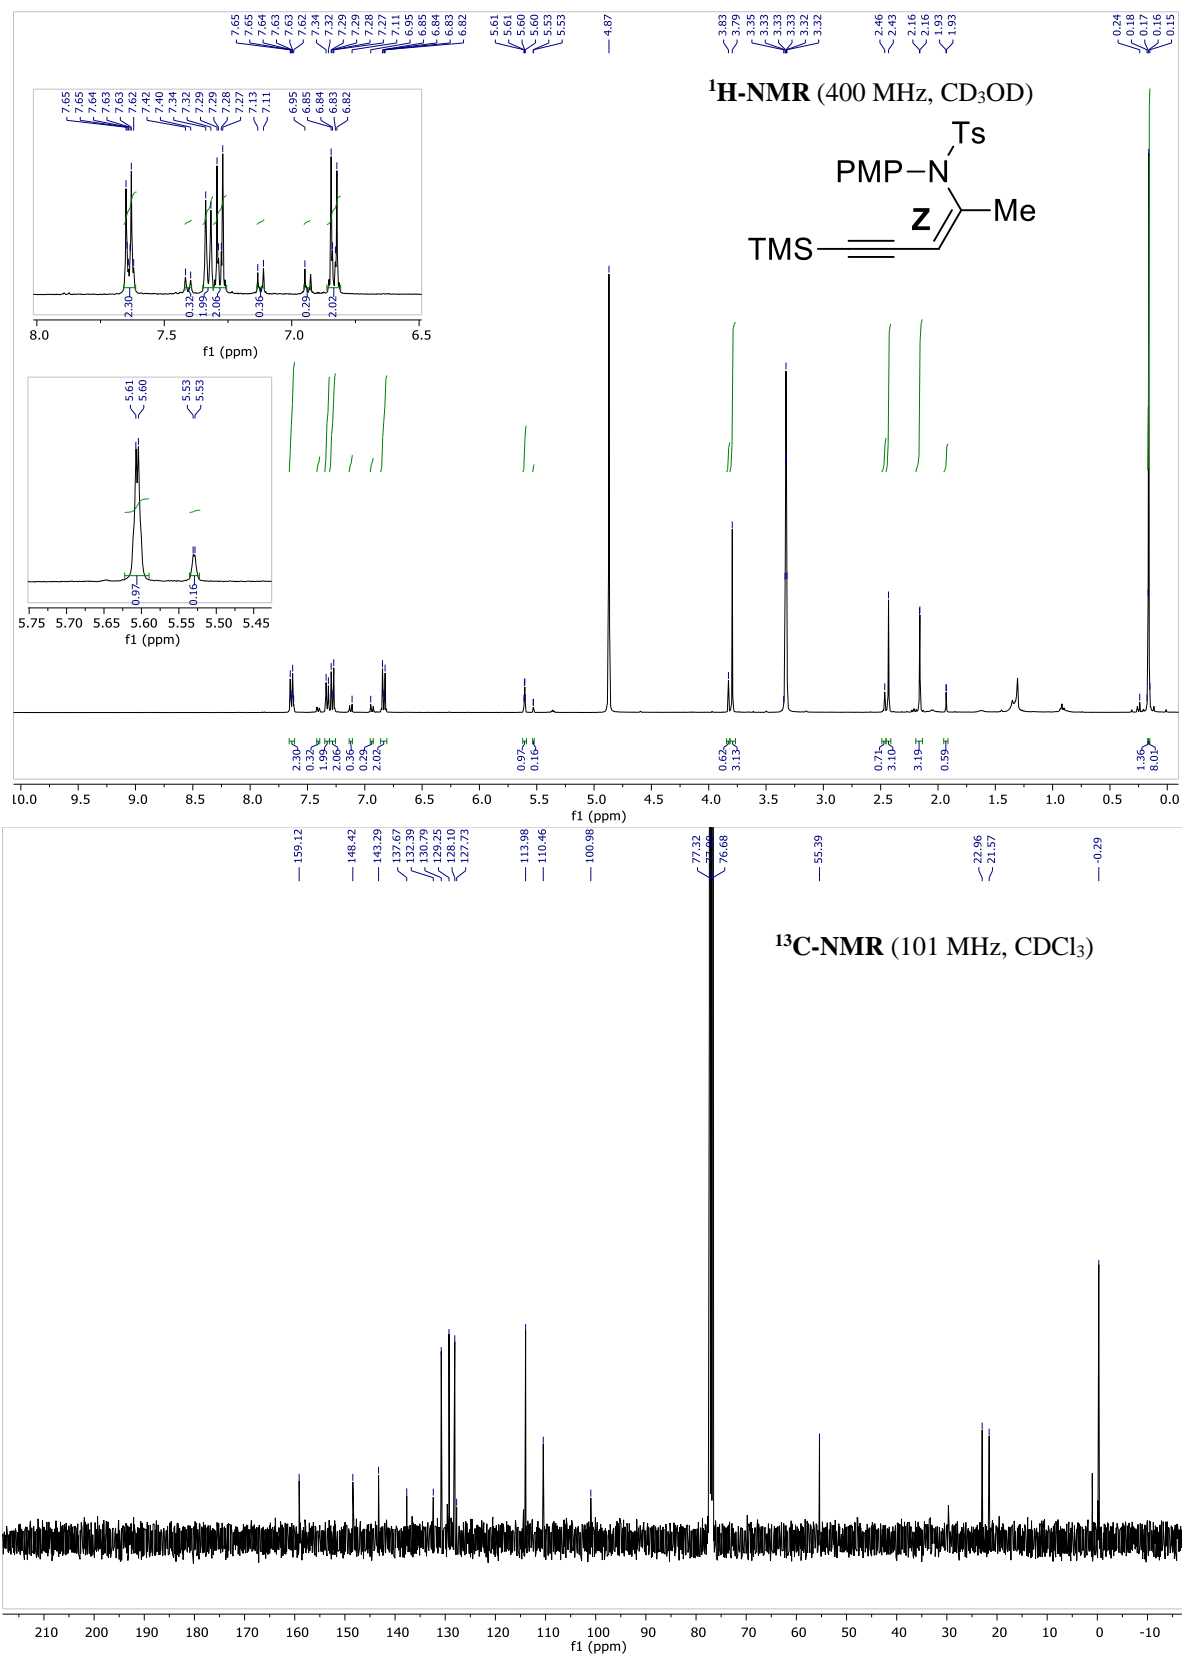 7.65 7.65 7.64 7.63 7.63 7.62 7.34 7.32 7.29 7.29 7.28 7.27 7.11 6.95 6.85 6.84 6.83 6.82 5.61 5.61 5.60 5.60 5.53 5.53 4.87 3.83 3.79 3.35 3.33 3.33 3.33 3.32 3.32 2.46 2.43 2.16 2.16 1.93 1.93 0.24 0.18 0.17 0.16 0.15
¹H-NMR (400 MHz, CD₃OD)
7.65 7.65 7.64 7.63 7.63 7.62 7.42 7.40 7.34 7.32 7.29 7.29 7.28 7.27 7.13 7.11 6.95 6.85 6.84 6.83 6.82
Ts
PMP N
Z Me
TMS
2.30 0.32 1.99 2.06 0.36 0.29 2.02
8.0 7.5 7.0 6.5
f1 (ppm)
5.61 5.60 5.53 5.53
0.97 0.16
5.75 5.70 5.65 5.60 5.55 5.50 5.45
f1 (ppm)
2.30 0.32 1.99 2.06 0.36 0.29 2.02 0.97 0.16 0.62 3.13 0.71 3.10 3.19 0.59 1.36 8.01
10.0 9.5 9.0 8.5 8.0 7.5 7.0 6.5 6.0 5.5 5.0 4.5 4.0 3.5 3.0 2.5 2.0 1.5 1.0 0.5 0.0
f1 (ppm)
159.12 148.42 143.29 137.67 132.39 130.79 129.25 128.10 127.73 113.98 110.46 100.98 77.32 76.68 55.39 22.96 21.57 -0.29
¹³C-NMR (101 MHz, CDCl₃)
210 200 190 180 170 160 150 140 130 120 110 100 90 80 70 60 50 40 30 20 10 0 -10
f1 (ppm)